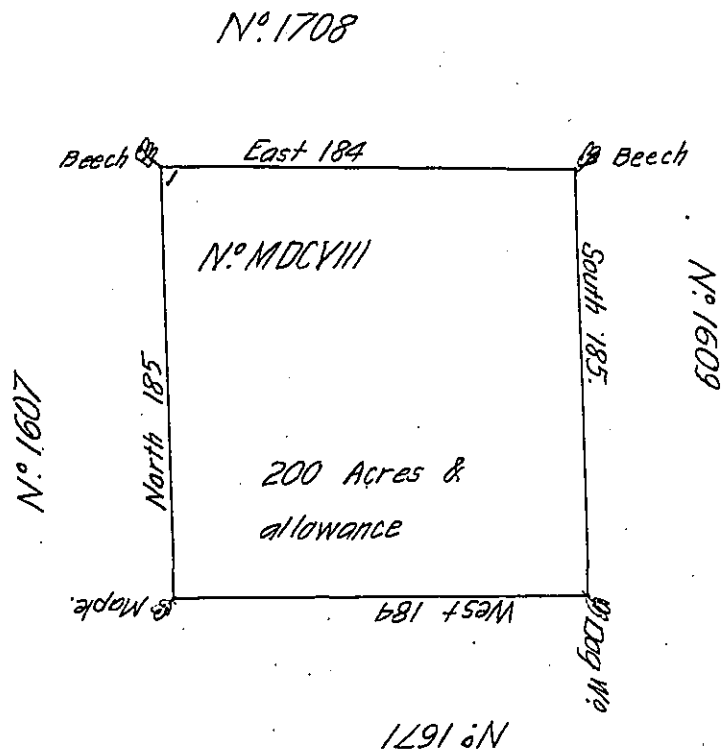 Nº 1708
Beech
East 184
Beech
1
Nº MDCVIII
South 185.
Nº 1609
North 185
Nº 1607
200 Acres &
allowance
Maple.
West 184
Dog Wo
Nº 1671